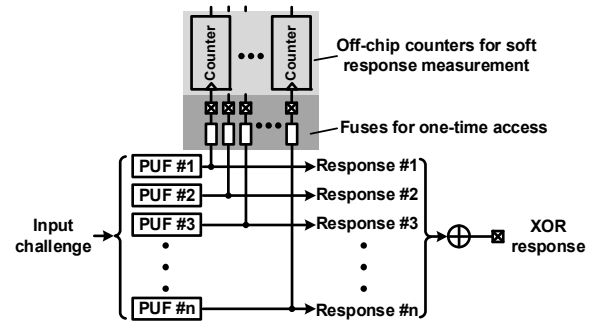 Counter
Counter
Off-chip counters for soft
response measurement
Fuses for one-time access
PUF #1
Response #1
PUF #2
Response #2
PUF #3
Response #3
Input
challenge
XOR
response
PUF #n
Response #n